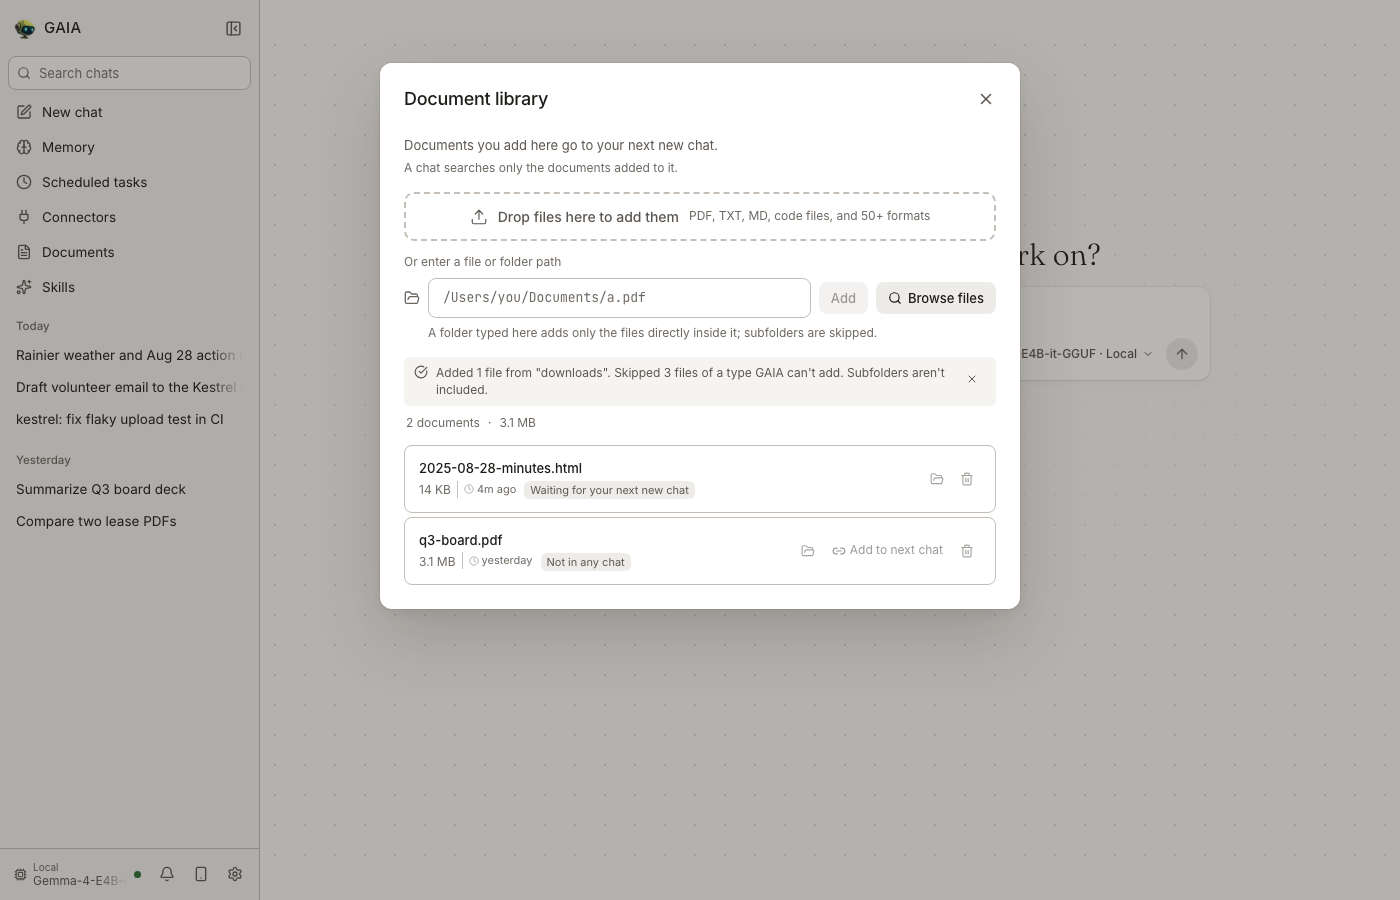 GAIA
Search chats
New chat
Memory
Scheduled tasks
Connectors
Documents
Skills
Today
Rainier weather and Aug 28 action
Draft volunteer email to the Kestrel
kestrel: fix flaky upload test in CI
Yesterday
Summarize Q3 board deck
Compare two lease PDFs
Local
Gemma-4-E4B-
rk on?
E4B-it-GGUF · Local
Document library
Documents you add here go to your next new chat.
A chat searches only the documents added to it.
Drop files here to add them PDF, TXT, MD, code files, and 50+ formats
Or enter a file or folder path
/Users/you/Documents/a.pdf
Add
Browse files
A folder typed here adds only the files directly inside it; subfolders are skipped.
Added 1 file from "downloads". Skipped 3 files of a type GAIA can't add. Subfolders aren't
included.
2 documents · 3.1 MB
2025-08-28-minutes.html
14 KB 4m ago Waiting for your next new chat
q3-board.pdf
3.1 MB yesterday Not in any chat
Add to next chat